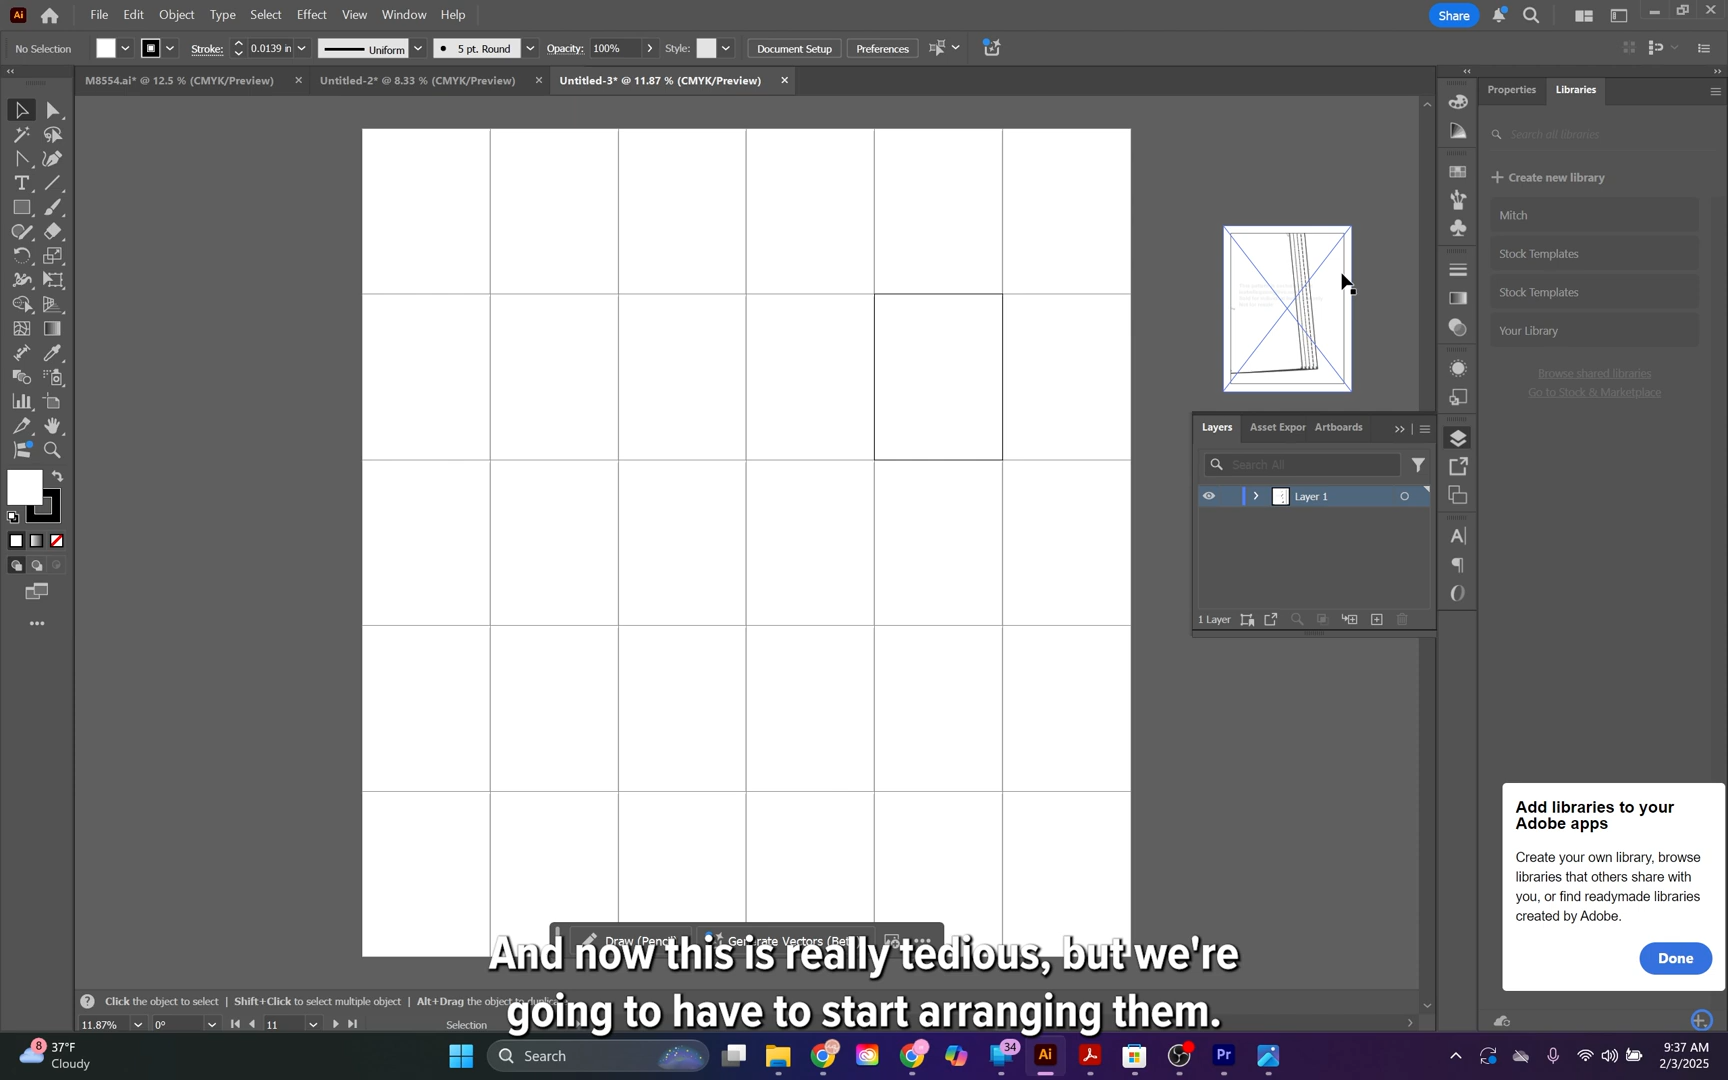 Ai File Edit Object Type Select Effect View Window Help Share
No Selection Stroke: 0.0139 in Uniform 5 pt. Round Opacity: 100% Style: Document Setup Preferences
M8554.ai* @ 12.5 % (CMYK/Preview) × Untitled-2* @ 8.33 % (CMYK/Preview) × Untitled-3* @ 11.87 % (CMYK/Preview) ×
Properties Libraries
Search all libraries
+ Create new library
Mitch
Stock Templates
Stock Templates
Your Library
Browse shared libraries
Go to Stock & Marketplace
Layers Asset Expor Artboards
Search All
Layer 1
1 Layer
Add libraries to your
Adobe apps
Create your own library, browse
libraries that others share with
you, or find readymade libraries
created by Adobe.
Done
Draw (Pencil) Generate Vectors (Beta)
And now this is really tedious, but we're
going to have to start arranging them.
Click the object to select | Shift+Click to select multiple object | Alt+Drag the object to
11.87% 0° 11 Selection
8 37°F
Cloudy
Search
34
Ai
Pr
9:37 AM
2/3/2025